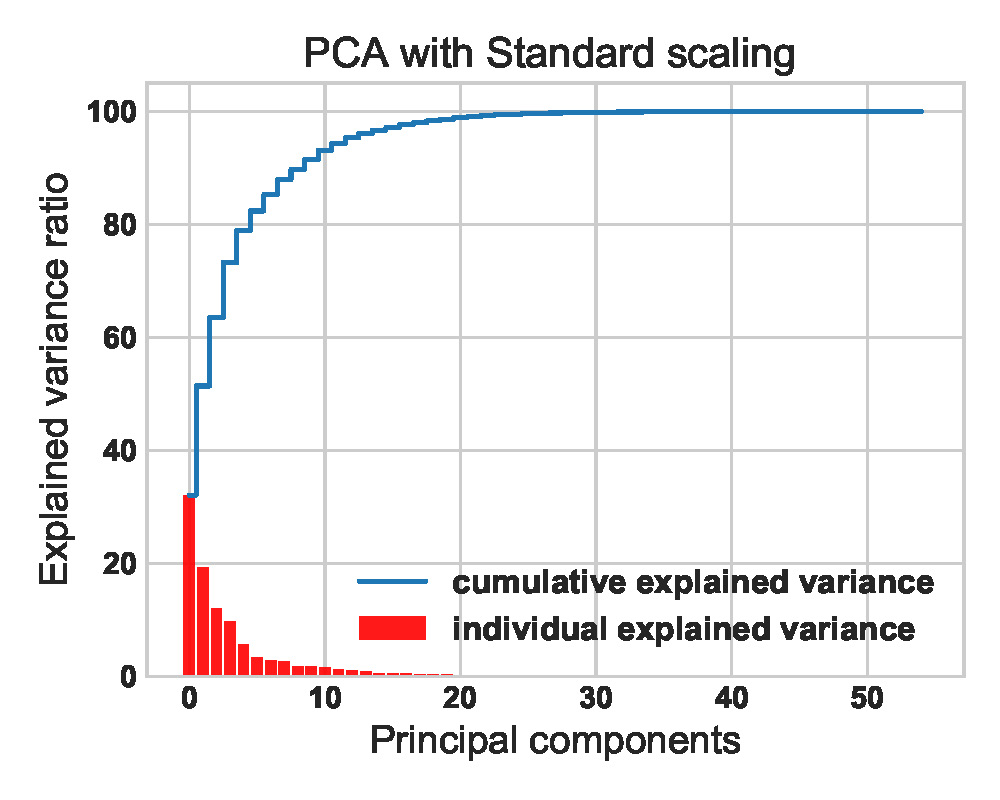 PCA with Standard scaling
Explained variance ratio
100
80
60
40
20
0
cumulative explained variance
individual explained variance
0 10 20 30 40 50
Principal components